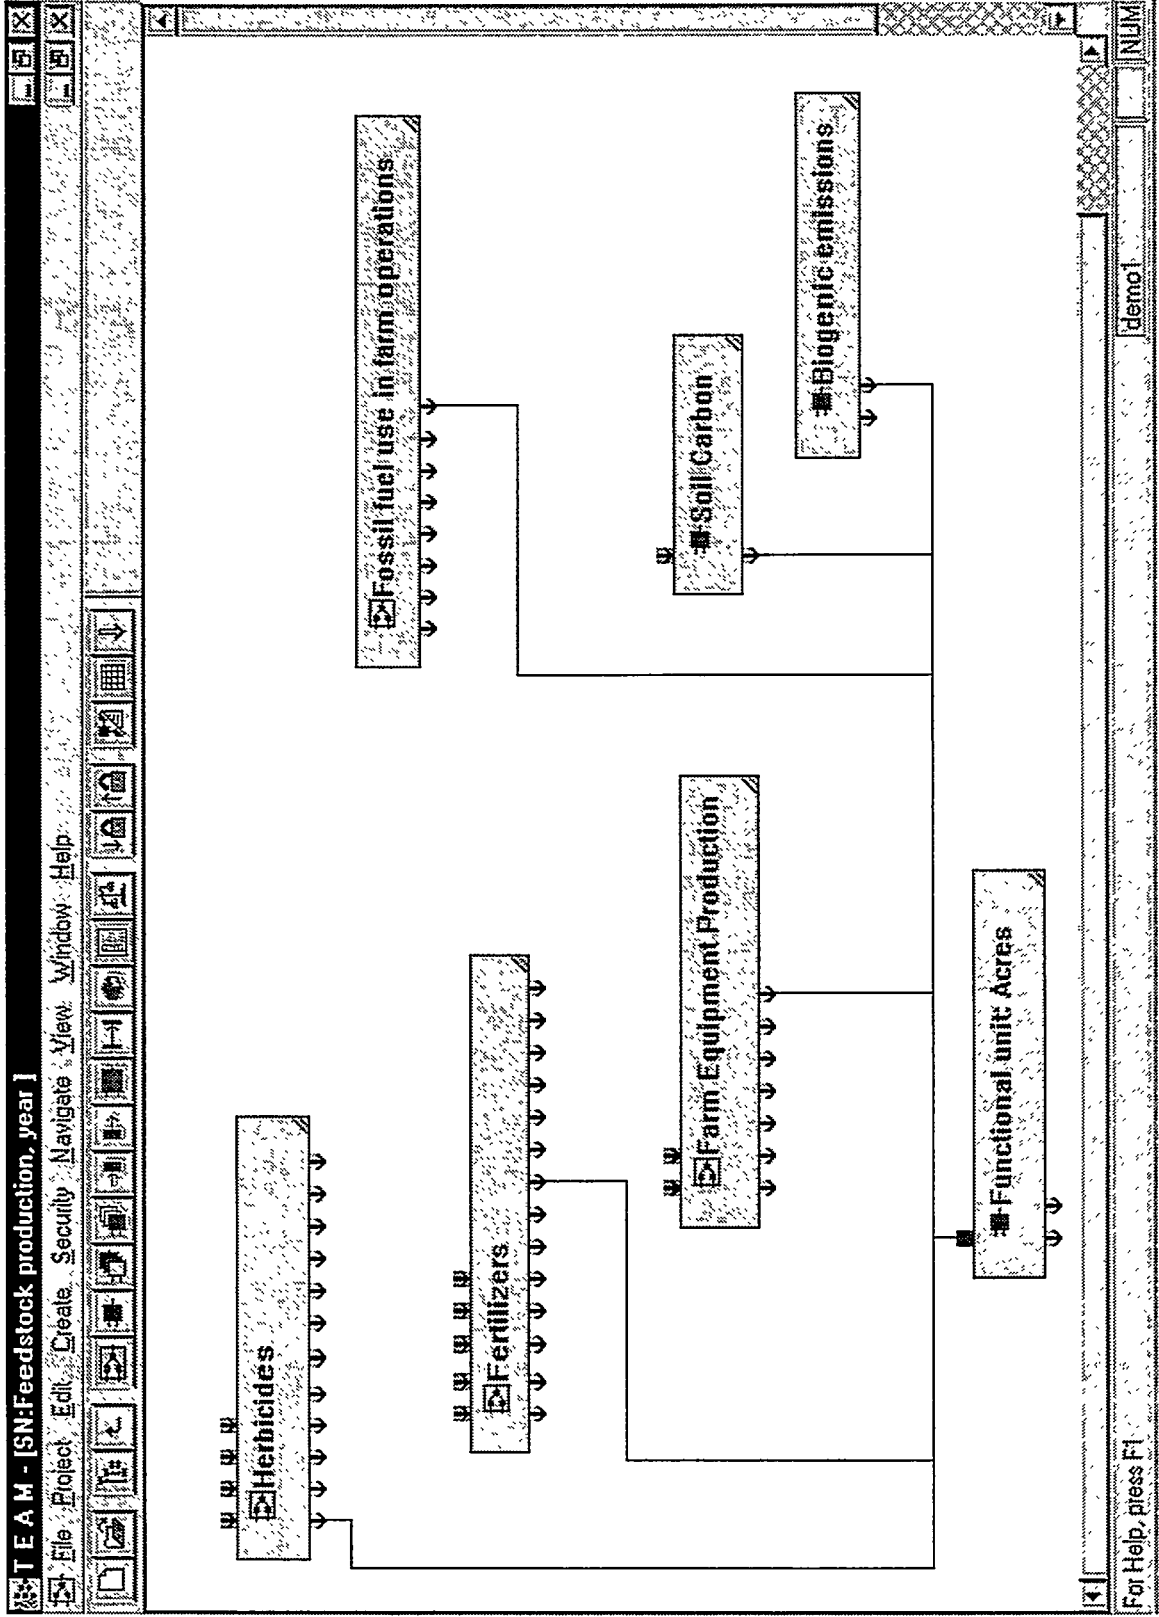 T E A M - [SN:Feedstock production, year ]
File Project Edit Create Security Navigate View Window Help
Herbicides
Fertilizers
Fossil fuel use in farm operations
Farm Equipment Production
Soil Carbon
Biogenic emissions
Functional unit: Acres
For Help, press F1
demo1
NUM